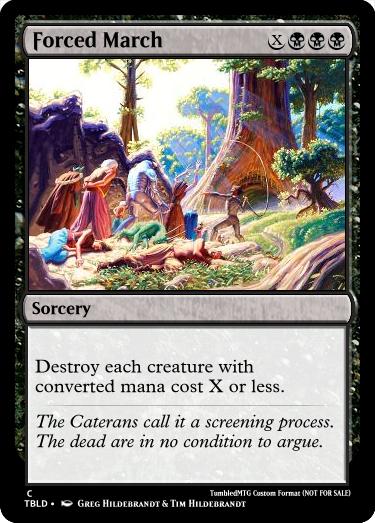 Forced March X
Sorcery
Destroy each creature with
converted mana cost X or less.
The Caterans call it a screening process.
The dead are in no condition to argue.
C TumbledMTG Custom Format (NOT FOR SALE)
TBLD • Greg Hildebrandt & Tim Hildebrandt